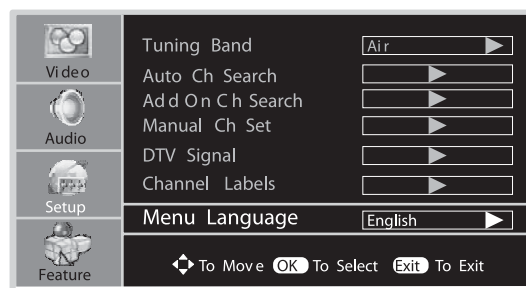 Video
Audio
Setup
Feature
Tuning Band Air
Auto Ch Search
Add On Ch Search
Manual Ch Set
DTV Signal
Channel Labels
Menu Language English
To Move OK To Select Exit To Exit